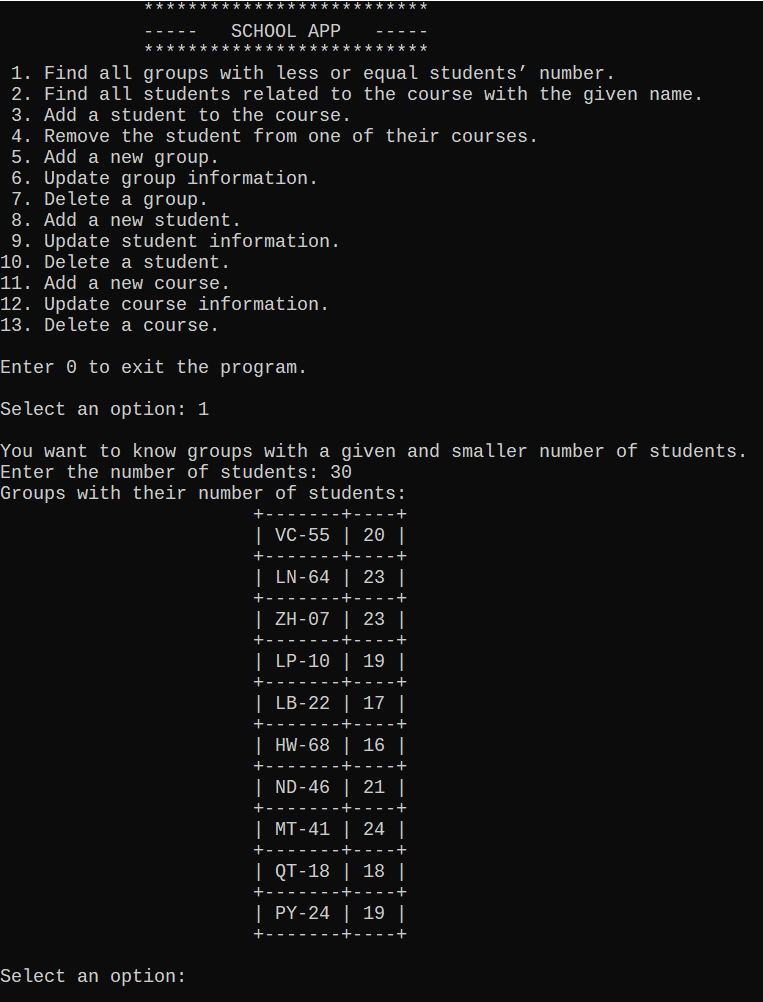 **************************
-----   SCHOOL APP   -----
**************************
 1. Find all groups with less or equal students’ number.
 2. Find all students related to the course with the given name.
 3. Add a student to the course.
 4. Remove the student from one of their courses.
 5. Add a new group.
 6. Update group information.
 7. Delete a group.
 8. Add a new student.
 9. Update student information.
10. Delete a student.
11. Add a new course.
12. Update course information.
13. Delete a course.
Enter 0 to exit the program.
Select an option: 1
You want to know groups with a given and smaller number of students.
Enter the number of students: 30
Groups with their number of students:
+-------+----+
| VC-55 | 20 |
+-------+----+
| LN-64 | 23 |
+-------+----+
| ZH-07 | 23 |
+-------+----+
| LP-10 | 19 |
+-------+----+
| LB-22 | 17 |
+-------+----+
| HW-68 | 16 |
+-------+----+
| ND-46 | 21 |
+-------+----+
| MT-41 | 24 |
+-------+----+
| QT-18 | 18 |
+-------+----+
| PY-24 | 19 |
+-------+----+
Select an option: